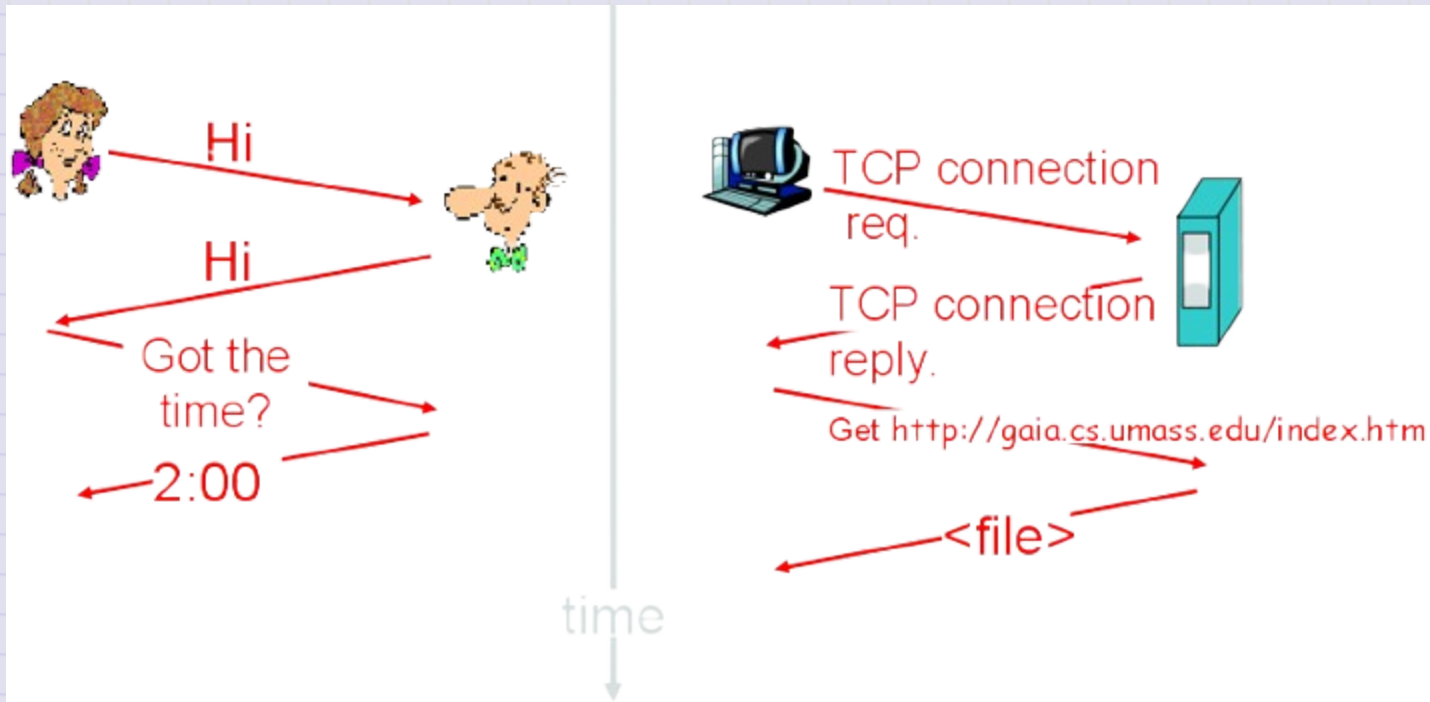 Hi
Hi
Got the
time?
2:00
time
TCP connection
req.
TCP connection
reply.
Get http://gaia.cs.umass.edu/index.htm
<file>